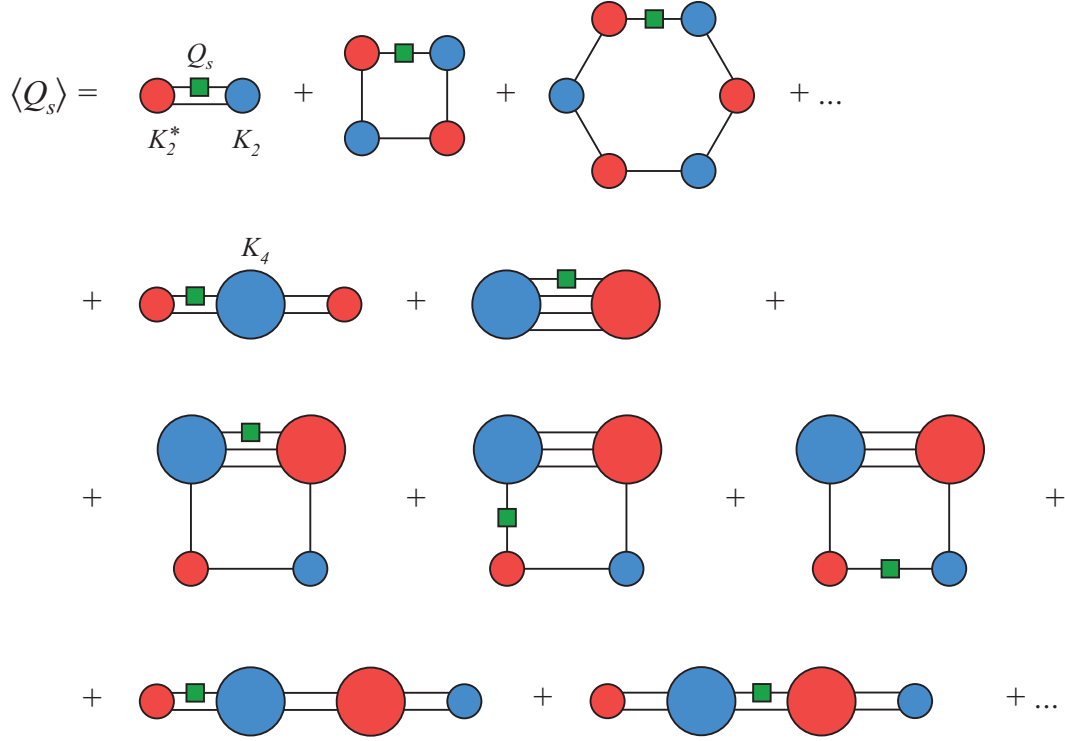 Q_s
⟨Q_s⟩ = + + + ...
K_2^* K_2
K_4
+ + +
+ + + +
+ + + ...